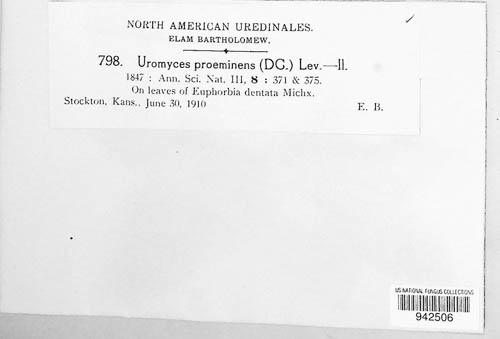 NORTH AMERICAN UREDINALES.
ELAM BARTHOLOMEW.
798. Uromyces proeminens (DC.) Lev.—II.
1847 : Ann. Sci. Nat. III, 8 : 371 & 375.
On leaves of Euphorbia dentata Michx.
Stockton, Kans., June 30, 1910 E. B.
US NATIONAL FUNGUS COLLECTIONS
942506